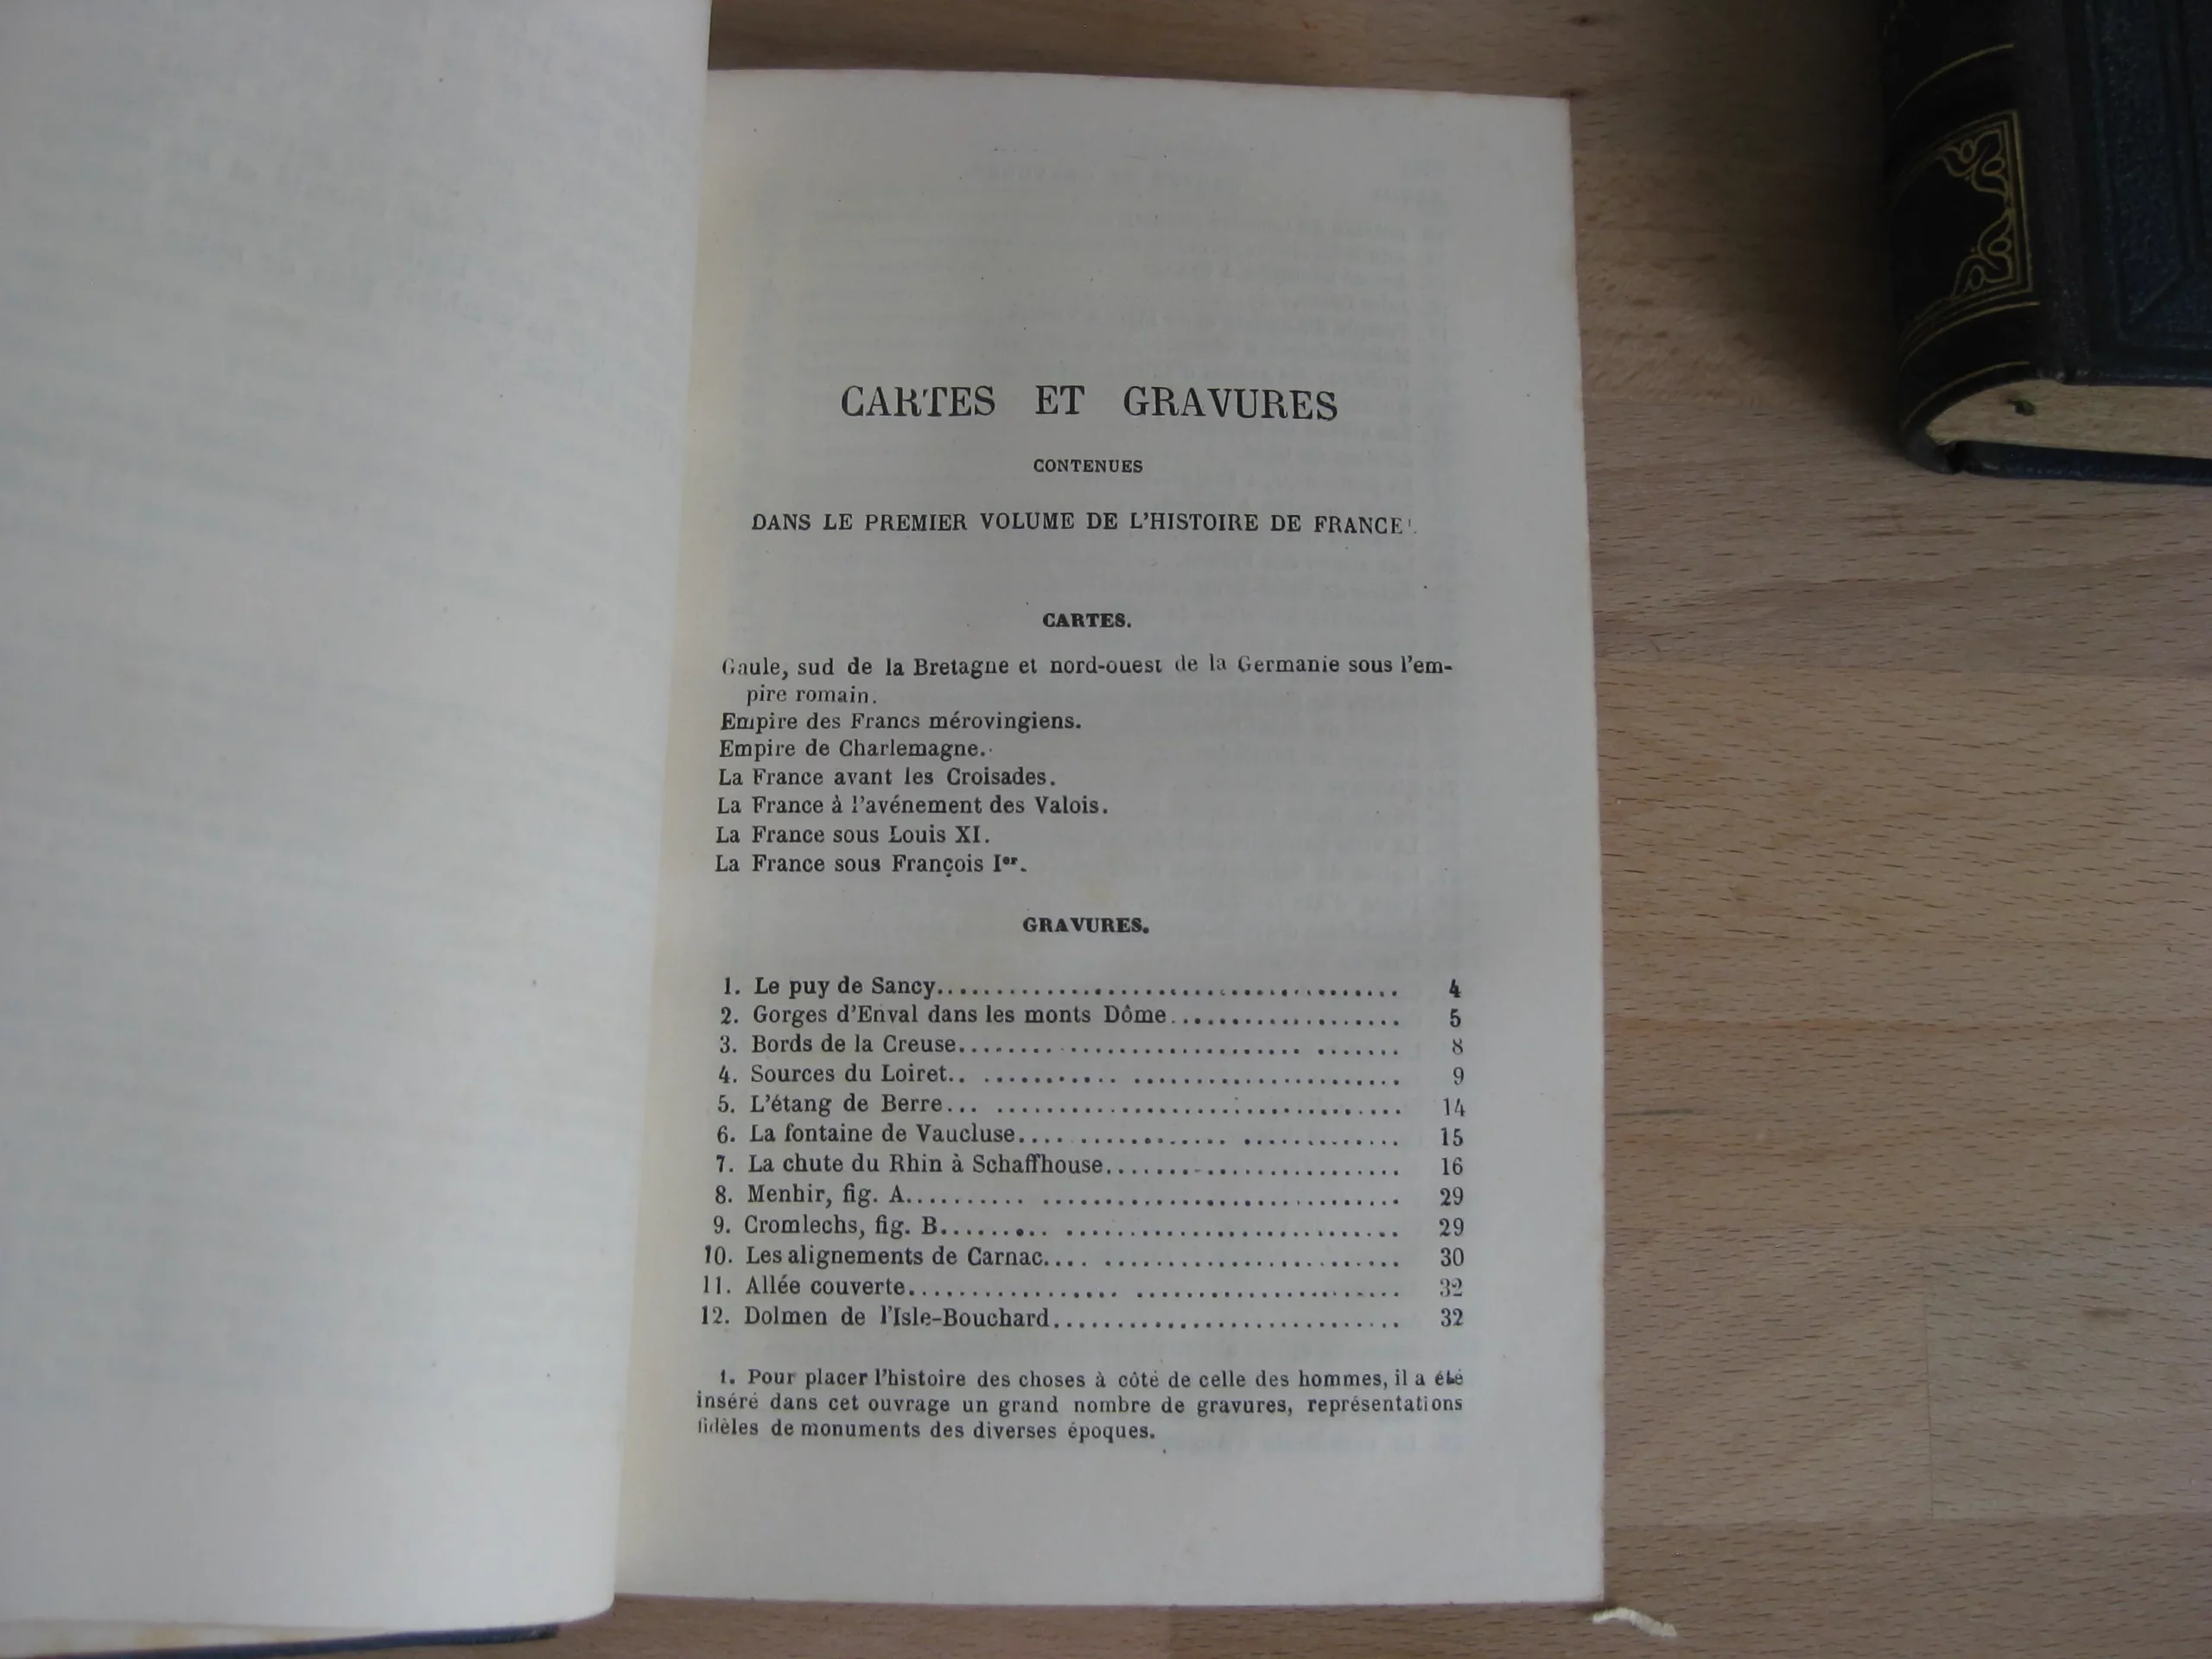 CARTES ET GRAVURES
CONTENUES
DANS LE PREMIER VOLUME DE L'HISTOIRE DE FRANCE¹.
CARTES.
Gaule, sud de la Bretagne et nord-ouest de la Germanie sous l'em-
pire romain.
Empire des Francs mérovingiens.
Empire de Charlemagne.
La France avant les Croisades.
La France à l'avénement des Valois.
La France sous Louis XI.
La France sous François Iᵉʳ.
GRAVURES.
1. Le puy de Sancy........................................ 4
2. Gorges d'Enval dans les monts Dôme.................... 5
3. Bords de la Creuse.................................... 8
4. Sources du Loiret..................................... 9
5. L'étang de Berre...................................... 14
6. La fontaine de Vaucluse............................... 15
7. La chute du Rhin à Schaffhouse........................ 16
8. Menhir, fig. A........................................ 29
9. Cromlechs, fig. B..................................... 29
10. Les alignements de Carnac............................ 30
11. Allée couverte....................................... 32
12. Dolmen de l'Isle-Bouchard............................ 32
1. Pour placer l'histoire des choses à côté de celle des hommes, il a été
inséré dans cet ouvrage un grand nombre de gravures, représentations
fidèles de monuments des diverses époques.